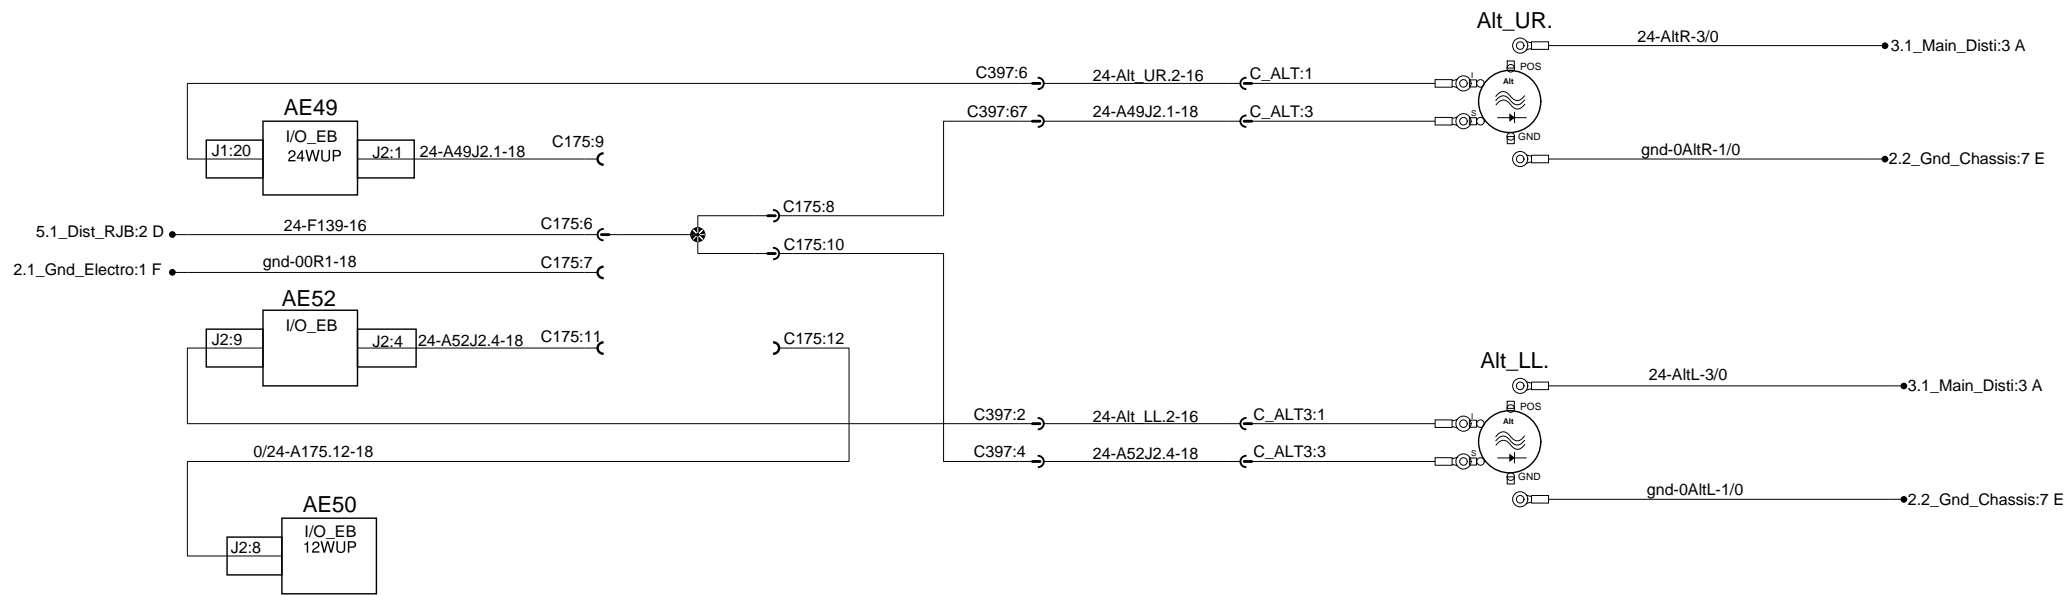 Alt_UR.
24-AltR-3/0
3.1_Main_Disti:3 A
POS
C397:6
24-Alt_UR.2-16
C_ALT:1
I
Alt
AE49
C397:67
24-A49J2.1-18
C_ALT:3
S
I/O_EB
24WUP
J1:20
J2:1
24-A49J2.1-18
C175:9
GND
gnd-0AltR-1/0
2.2_Gnd_Chassis:7 E
C175:8
5.1_Dist_RJB:2 D
24-F139-16
C175:6
C175:10
2.1_Gnd_Electro:1 F
gnd-00R1-18
C175:7
AE52
I/O_EB
J2:9
J2:4
24-A52J2.4-18
C175:11
C175:12
Alt_LL.
24-AltL-3/0
3.1_Main_Disti:3 A
POS
C397:2
24-Alt_LL.2-16
C_ALT3:1
I
Alt
0/24-A175.12-18
C397:4
24-A52J2.4-18
C_ALT3:3
S
GND
gnd-0AltL-1/0
2.2_Gnd_Chassis:7 E
AE50
I/O_EB
12WUP
J2:8